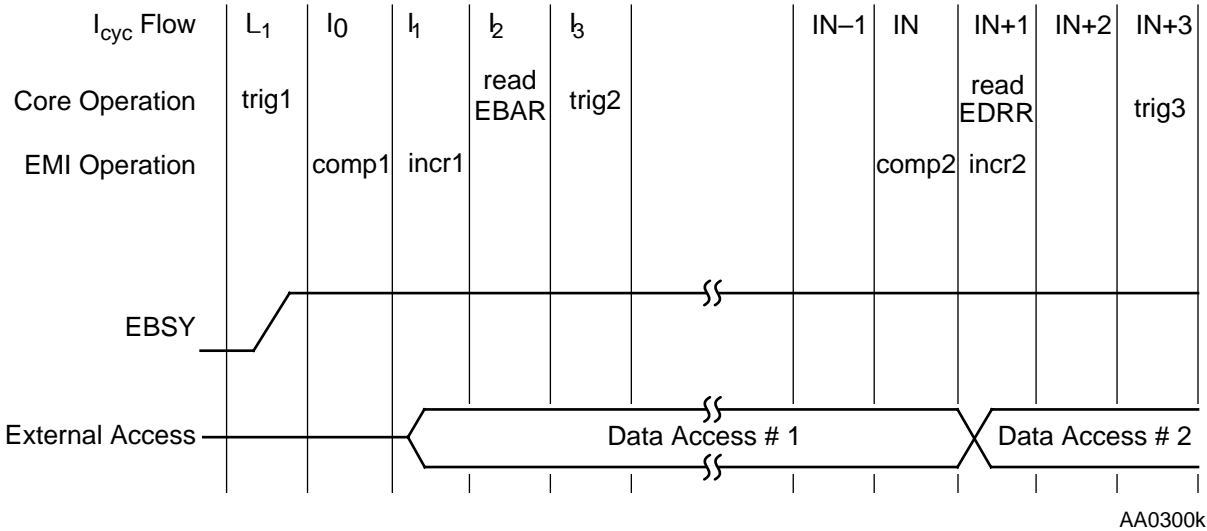 Icyc Flow L1 I0 I1 I2 I3 IN–1 IN IN+1 IN+2 IN+3
Core Operation trig1 read EBAR trig2 read EDRR trig3
EMI Operation comp1 incr1 comp2 incr2
EBSY
External Access Data Access # 1 Data Access # 2
AA0300k